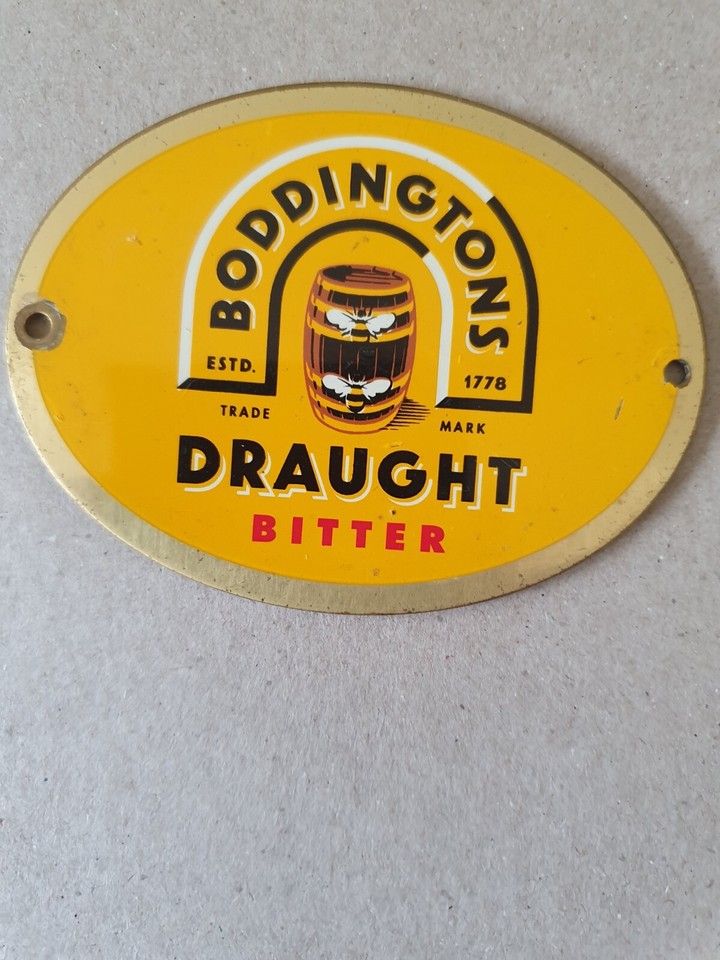 BODDINGTONS
ESTD. 1778
TRADE MARK
DRAUGHT
BITTER